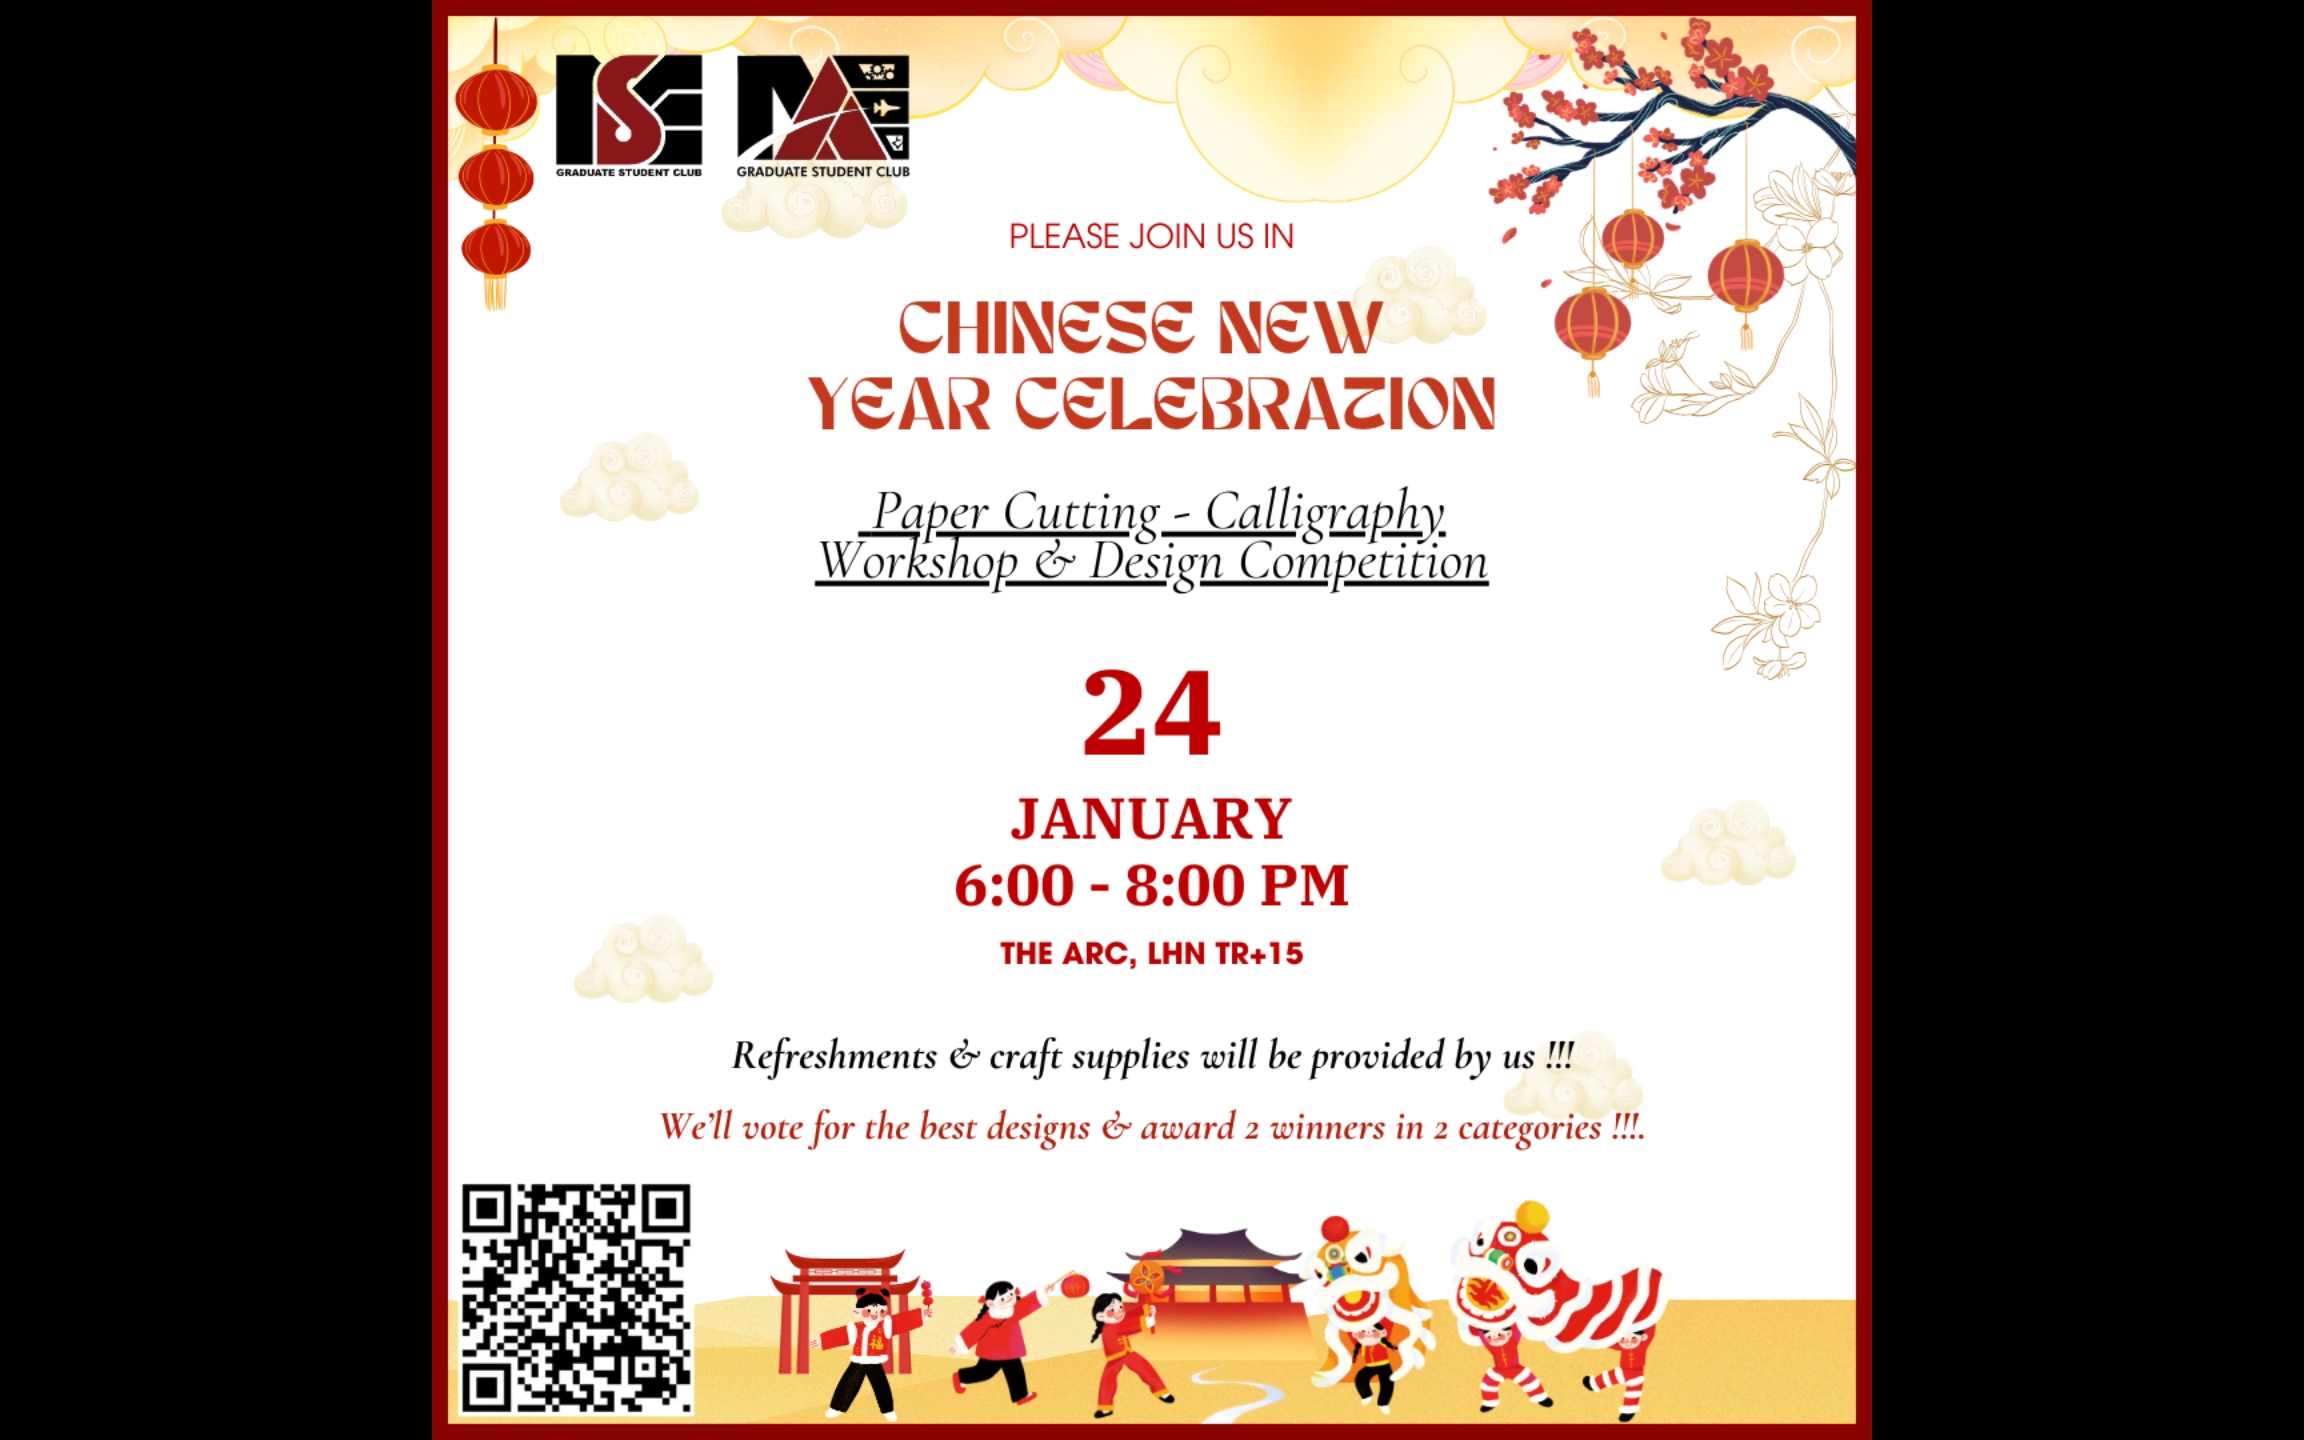 ISE
GRADUATE STUDENT CLUB
MAE
GRADUATE STUDENT CLUB
PLEASE JOIN US IN
CHINESE NEW
YEAR CELEBRATION
Paper Cutting - Calligraphy
Workshop & Design Competition
24
JANUARY
6:00 - 8:00 PM
THE ARC, LHN TR+15
Refreshments & craft supplies will be provided by us !!!
We'll vote for the best designs & award 2 winners in 2 categories !!!.
福